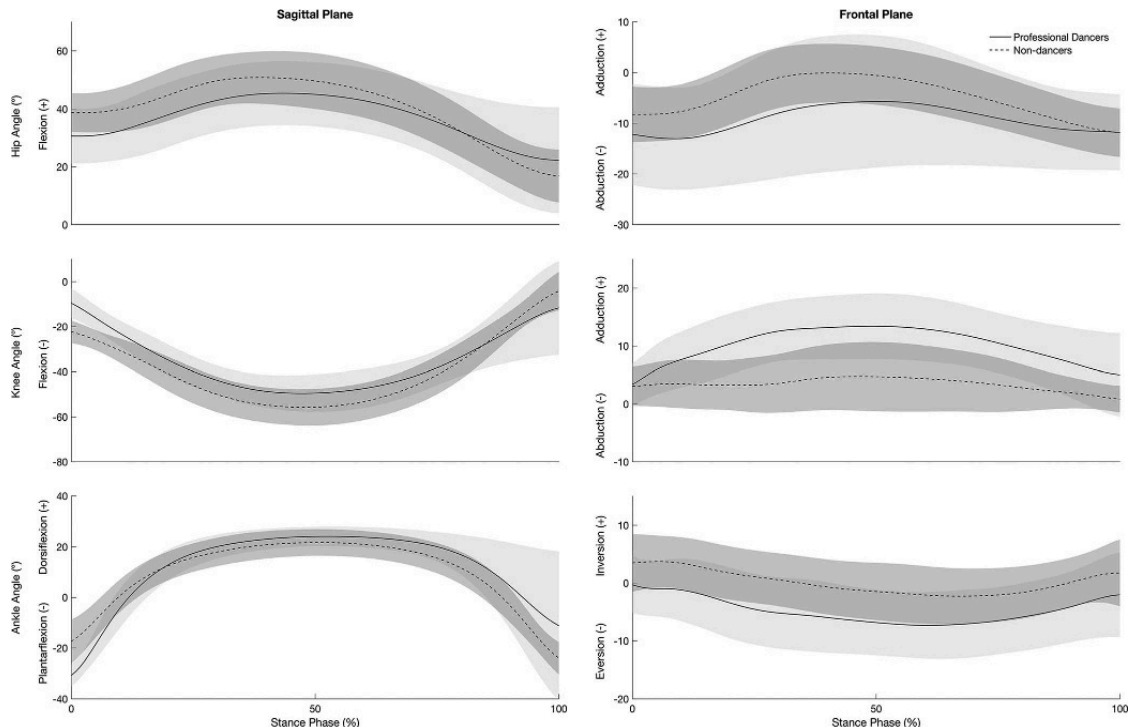 Sagittal Plane
Frontal Plane
Hip Angle (°)
Flexion (+)
60
40
20
0
Abduction (-) Adduction (+)
10
0
-10
-20
-30
Professional Dancers
Non-dancers
Knee Angle (°)
Flexion (-)
0
-20
-40
-60
-80
Abduction (-) Adduction (+)
20
10
0
-10
Ankle Angle (°)
Plantarflexion (-) Dorsiflexion (+)
40
20
0
-20
-40
0
50
100
Stance Phase (%)
Eversion (-) Inversion (+)
10
0
-10
-20
0
50
100
Stance Phase (%)